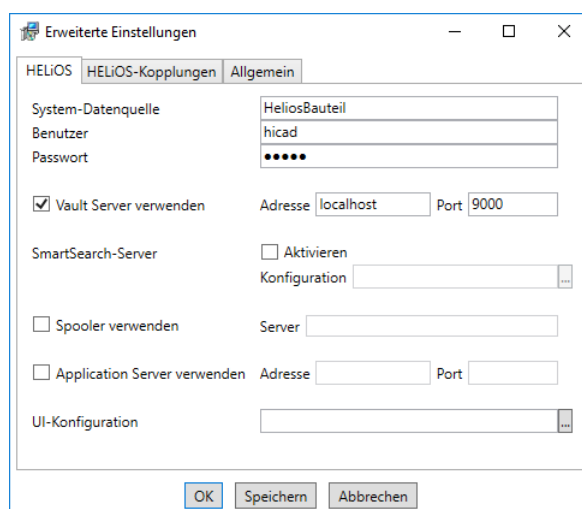 Erweiterte Einstellungen
HELiOS HELiOS-Kopplungen Allgemein
System-Datenquelle HeliosBauteil
Benutzer hicad
Passwort ●●●●●
Vault Server verwenden Adresse localhost Port 9000
SmartSearch-Server Aktivieren
Konfiguration ...
Spooler verwenden Server
Application Server verwenden Adresse Port
UI-Konfiguration ...
OK Speichern Abbrechen